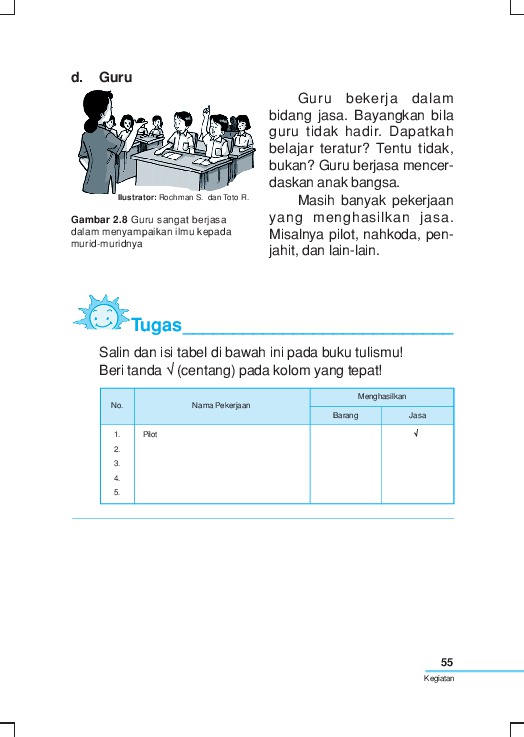 d. Guru
Guru bekerja dalam
bidang jasa. Bayangkan bila
guru tidak hadir. Dapatkah
belajar teratur? Tentu tidak,
bukan? Guru berjasa mencer-
daskan anak bangsa.
Masih banyak pekerjaan
yang menghasilkan jasa.
Misalnya pilot, nahkoda, pen-
jahit, dan lain-lain.
Ilustrator: Rochman S. dan Toto R.
Gambar 2.8 Guru sangat berjasa
dalam menyampaikan ilmu kepada
murid-muridnya
Tugas
Salin dan isi tabel di bawah ini pada buku tulismu!
Beri tanda √ (centang) pada kolom yang tepat!
No. Nama Pekerjaan Menghasilkan
Barang Jasa
1. Pilot √
2.
3.
4.
5.
55
Kegiatan